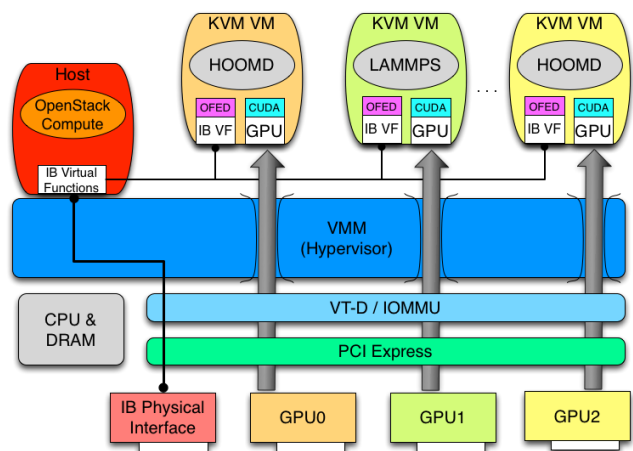 KVM VM
KVM VM
KVM VM
Host
HOOMD
LAMMPS
HOOMD
. . .
OpenStack
Compute
OFED
CUDA
OFED
CUDA
OFED
CUDA
IB VF
GPU
IB VF
GPU
IB VF
GPU
IB Virtual
Functions
VMM
(Hypervisor)
VT-D / IOMMU
CPU &
DRAM
PCI Express
IB Physical
Interface
GPU0
GPU1
GPU2